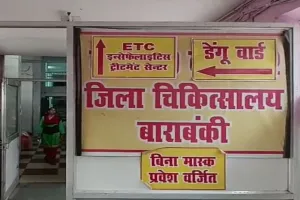 ETC
इन्सेफेलाइटिस
ट्रीटमेंट सेन्टर
डेंगू वार्ड
जिला चिकित्सालय
बाराबंकी
बिना मास्क
प्रवेश वर्जित